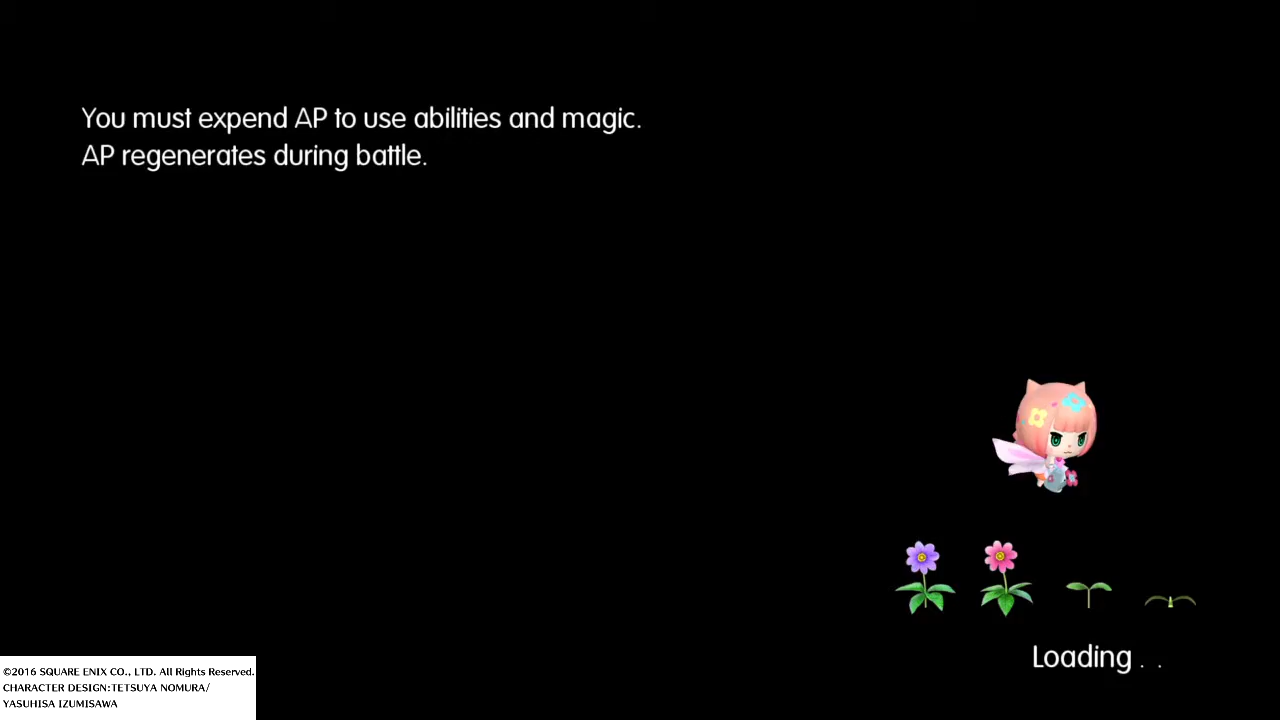 You must expend AP to use abilities and magic.
AP regenerates during battle.
Loading . .
©2016 SQUARE ENIX CO., LTD. All Rights Reserved.
CHARACTER DESIGN:TETSUYA NOMURA/
YASUHISA IZUMISAWA